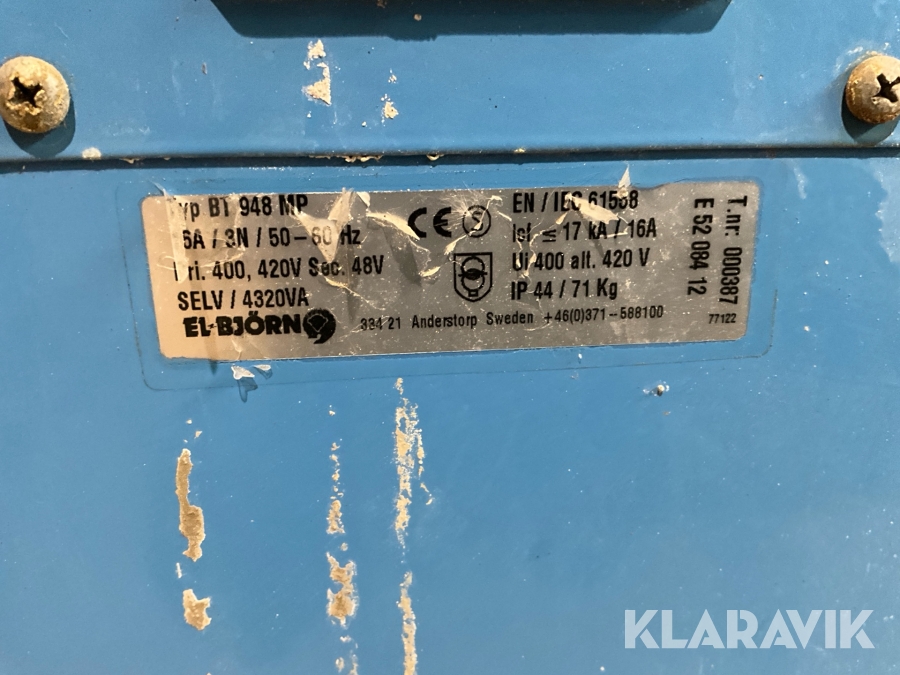 Typ BT 948 MP
6A / 3N / 50-60 Hz
Pri. 400, 420V Sec. 48V
SELV / 4320VA
EL-BJÖRN
CE S
EN / IEC 61558
Icf. ≤ 17 kA / 16A
Ui 400 alt. 420 V
IP 44 / 71 Kg
334 21 Anderstorp Sweden +46(0)371-588100
T.nr. 000387
E 52 084 12
77122
KLARAVIK